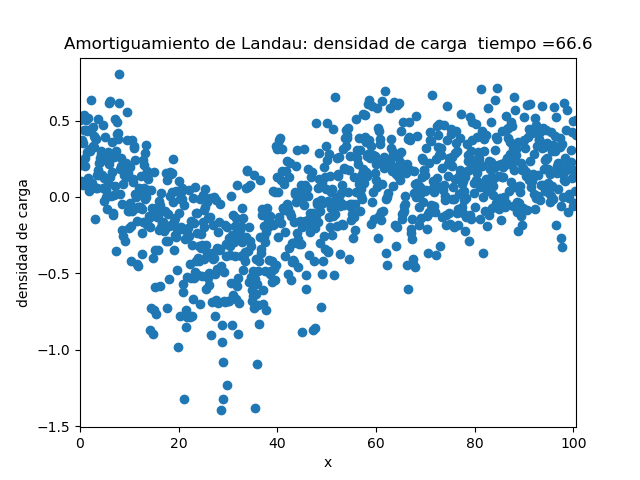 Amortiguamiento de Landau: densidad de carga  tiempo =66.6
densidad de carga
0.5
0.0
−0.5
−1.0
−1.5
0 20 40 60 80 100
x